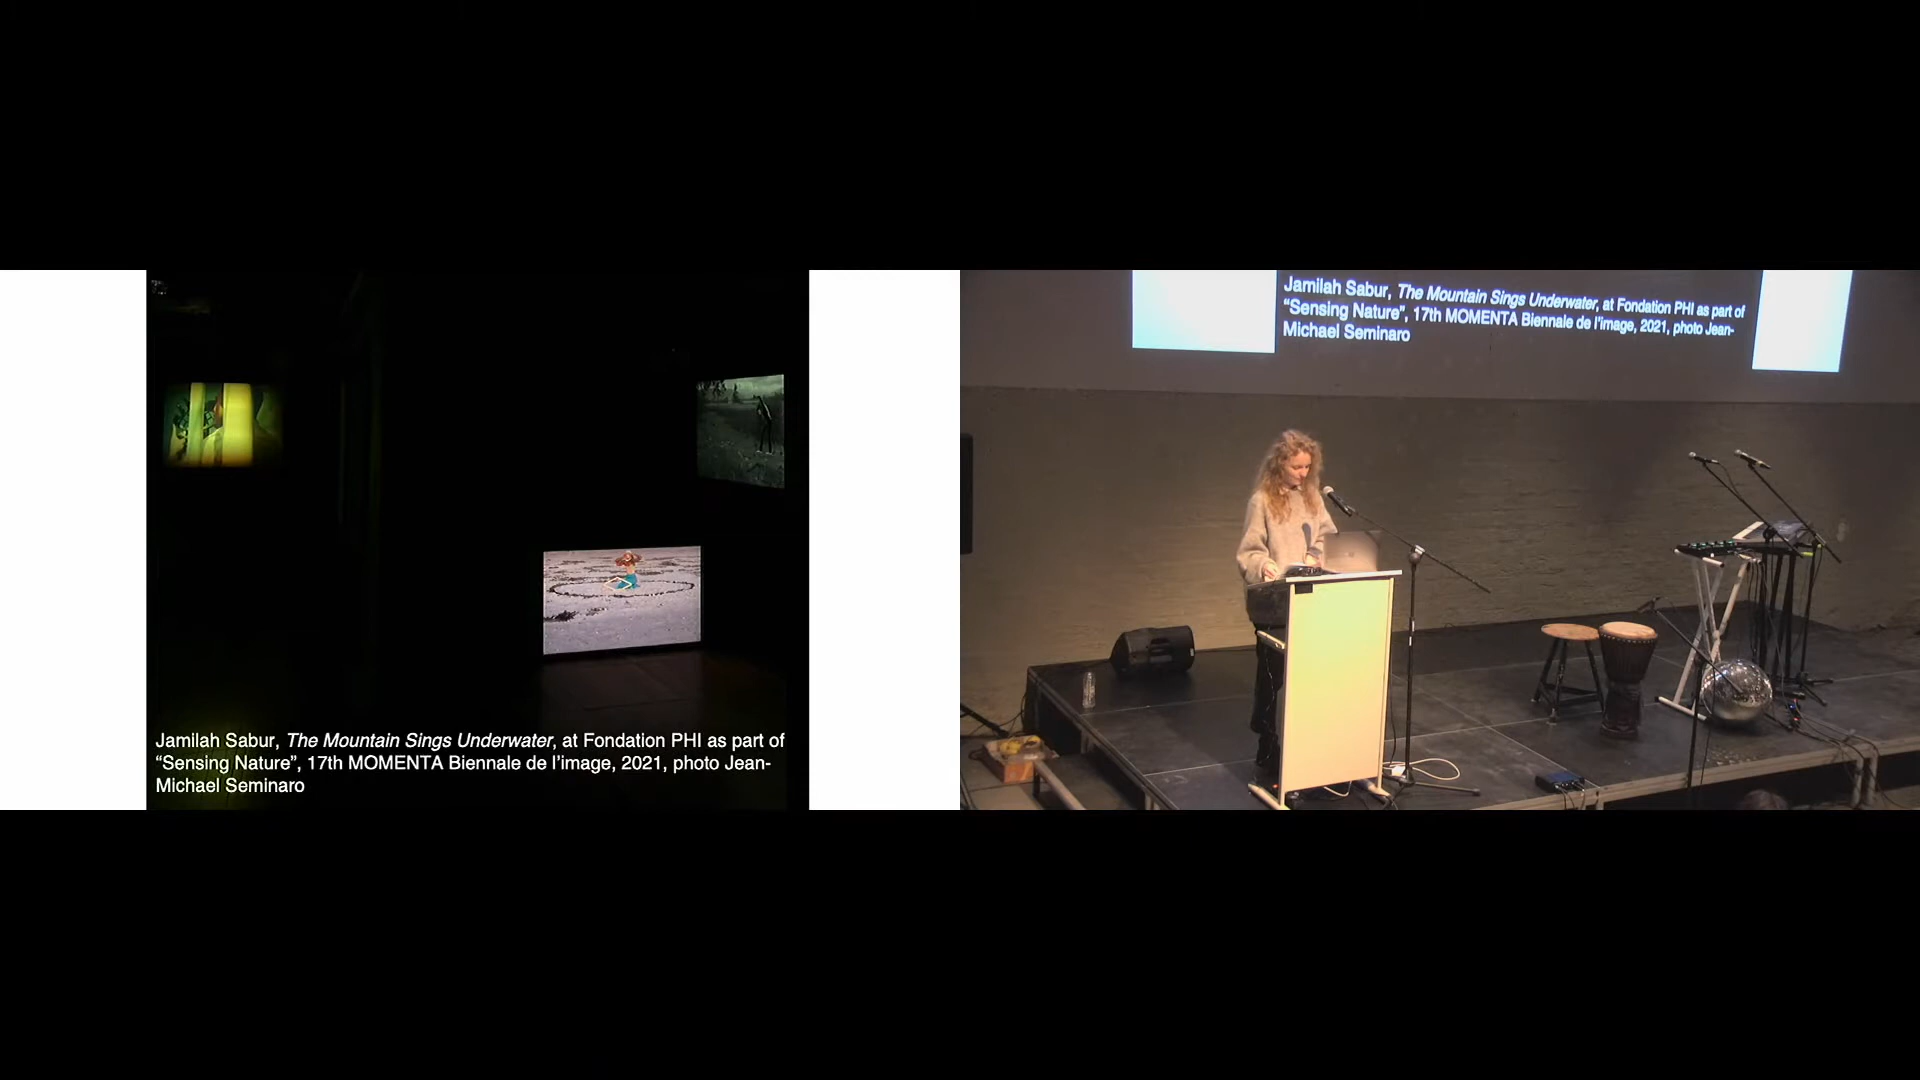 Jamilah Sabur, The Mountain Sings Underwater, at Fondation PHI as part of
“Sensing Nature”, 17th MOMENTA Biennale de l’image, 2021, photo Jean-
Michael Seminaro
Jamilah Sabur, The Mountain Sings Underwater, at Fondation PHI as part of
“Sensing Nature”, 17th MOMENTA Biennale de l’image, 2021, photo Jean-
Michael Seminaro